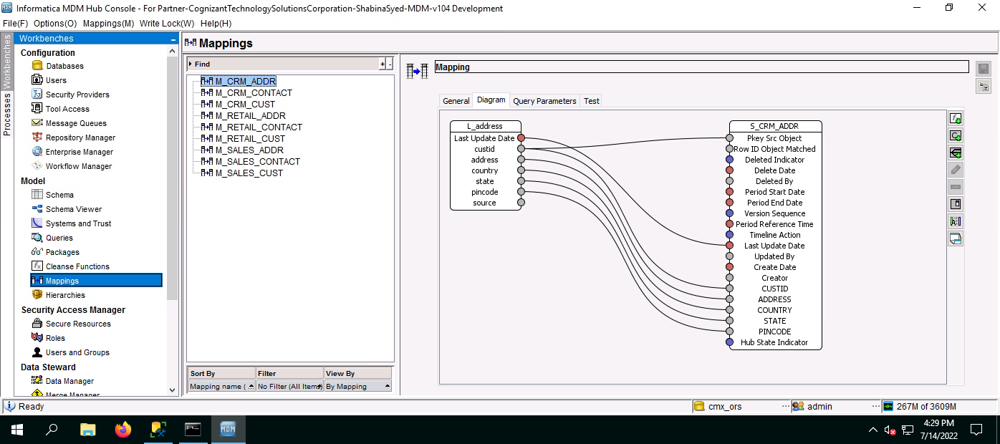 Informatica MDM Hub Console - For Partner-CognizantTechnologySolutionsCorporation-ShabinaSyed-MDM-v104 Development
File(F) Options(O) Mappings(M) Write Lock(W) Help(H)
Workbenches
Processes
Workbenches
Configuration
Databases
Users
Security Providers
Tool Access
Message Queues
Repository Manager
Enterprise Manager
Workflow Manager
Model
Schema
Schema Viewer
Systems and Trust
Queries
Packages
Cleanse Functions
Mappings
Hierarchies
Security Access Manager
Secure Resources
Roles
Users and Groups
Data Steward
Data Manager
Merge Manager
Mappings
Find + -
M_CRM_ADDR
M_CRM_CONTACT
M_CRM_CUST
M_RETAIL_ADDR
M_RETAIL_CONTACT
M_RETAIL_CUST
M_SALES_ADDR
M_SALES_CONTACT
M_SALES_CUST
Sort By Filter View By
Mapping name ( ... No Filter (All Items) By Mapping
Mapping
General Diagram Query Parameters Test
L_address
Last Update Date
custid
address
country
state
pincode
source
S_CRM_ADDR
Pkey Src Object
Row ID Object Matched
Deleted Indicator
Delete Date
Deleted By
Period Start Date
Period End Date
Version Sequence
Period Reference Time
Timeline Action
Last Update Date
Updated By
Create Date
Creator
CUSTID
ADDRESS
COUNTRY
STATE
PINCODE
Hub State Indicator
Ready cmx_ors ... admin ... 267M of 3609M
MDM
4:29 PM
7/14/2022